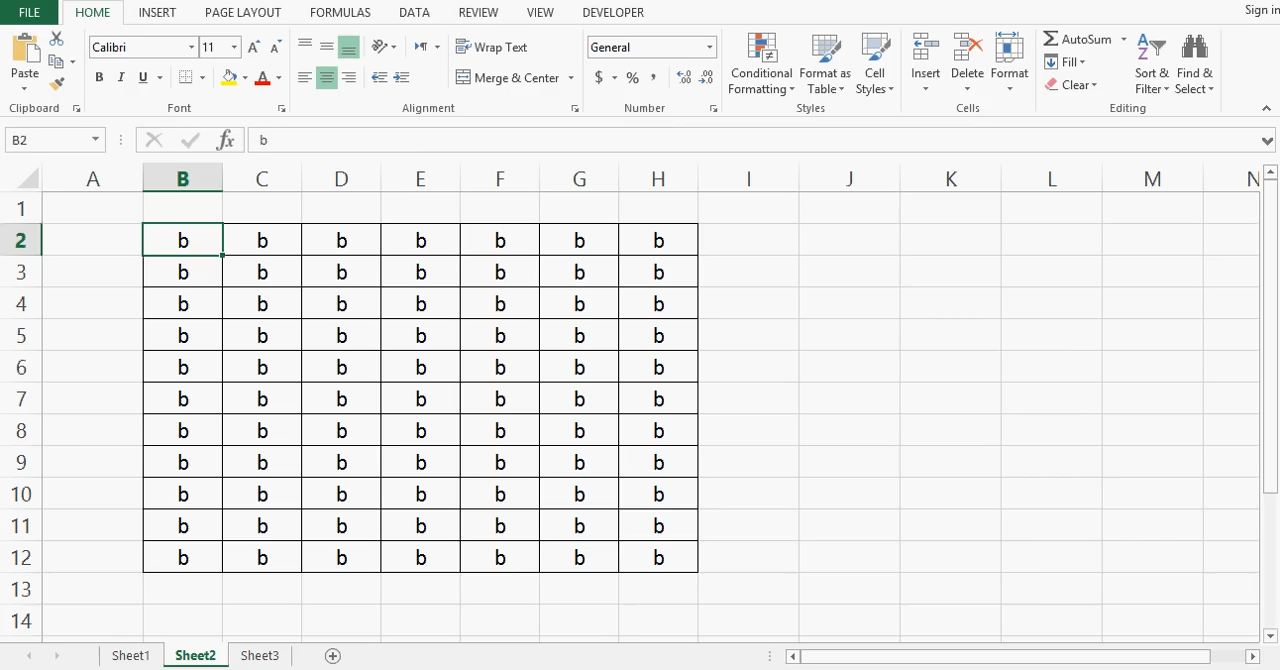 FILE HOME INSERT PAGE LAYOUT FORMULAS DATA REVIEW VIEW DEVELOPER Sign in
Calibri 11 Wrap Text General AutoSum
Paste B I U Merge & Center $ % Conditional Formatting Format as Table Cell Styles Insert Delete Format Fill Clear Sort & Filter Find & Select
Clipboard Font Alignment Number Styles Cells Editing
B2 fx b
A B C D E F G H I J K L M N
1
2 b b b b b b b
3 b b b b b b b
4 b b b b b b b
5 b b b b b b b
6 b b b b b b b
7 b b b b b b b
8 b b b b b b b
9 b b b b b b b
10 b b b b b b b
11 b b b b b b b
12 b b b b b b b
13
14
Sheet1 Sheet2 Sheet3